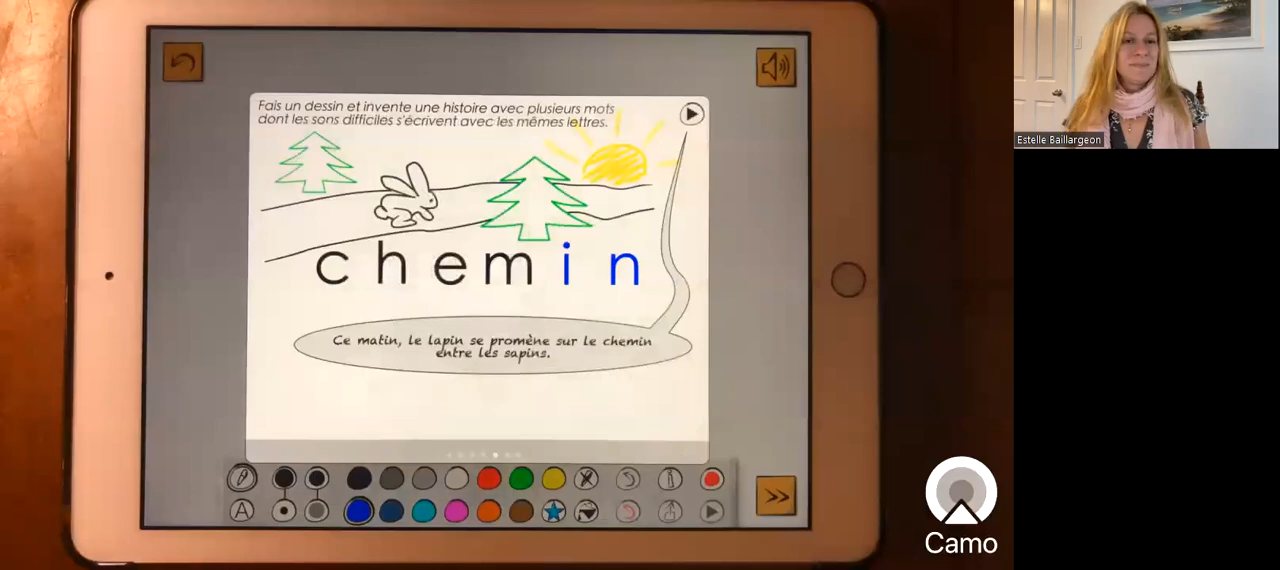 Fais un dessin et invente une histoire avec plusieurs mots
dont les sons difficiles s'écrivent avec les mêmes lettres.
chemin
Ce matin, le lapin se promène sur le chemin
entre les sapins.
A
Estelle Baillargeon
Camo